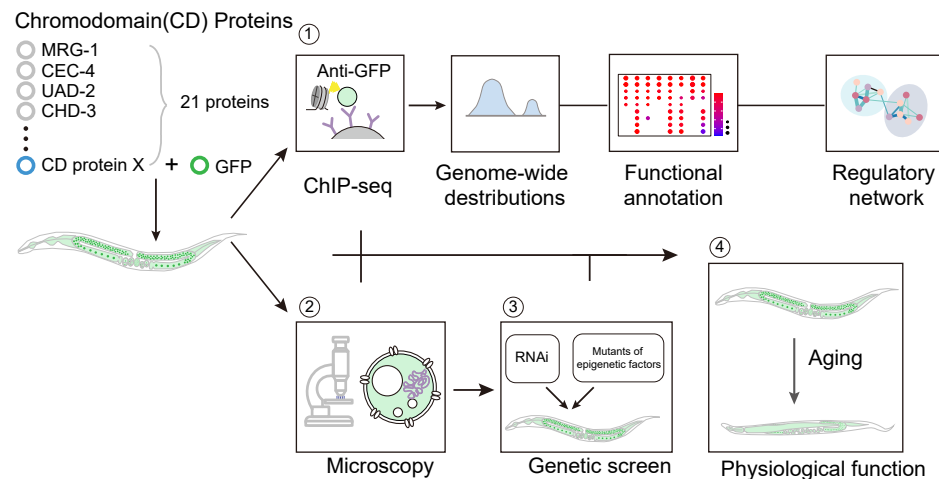 Chromodomain(CD) Proteins
MRG-1
CEC-4
UAD-2
CHD-3
21 proteins
CD protein X + GFP
①
Anti-GFP
ChIP-seq
Genome-wide
destributions
Functional
annotation
Regulatory
network
②
Microscopy
③
RNAi
Mutants of
epigenetic factors
Genetic screen
④
Aging
Physiological function